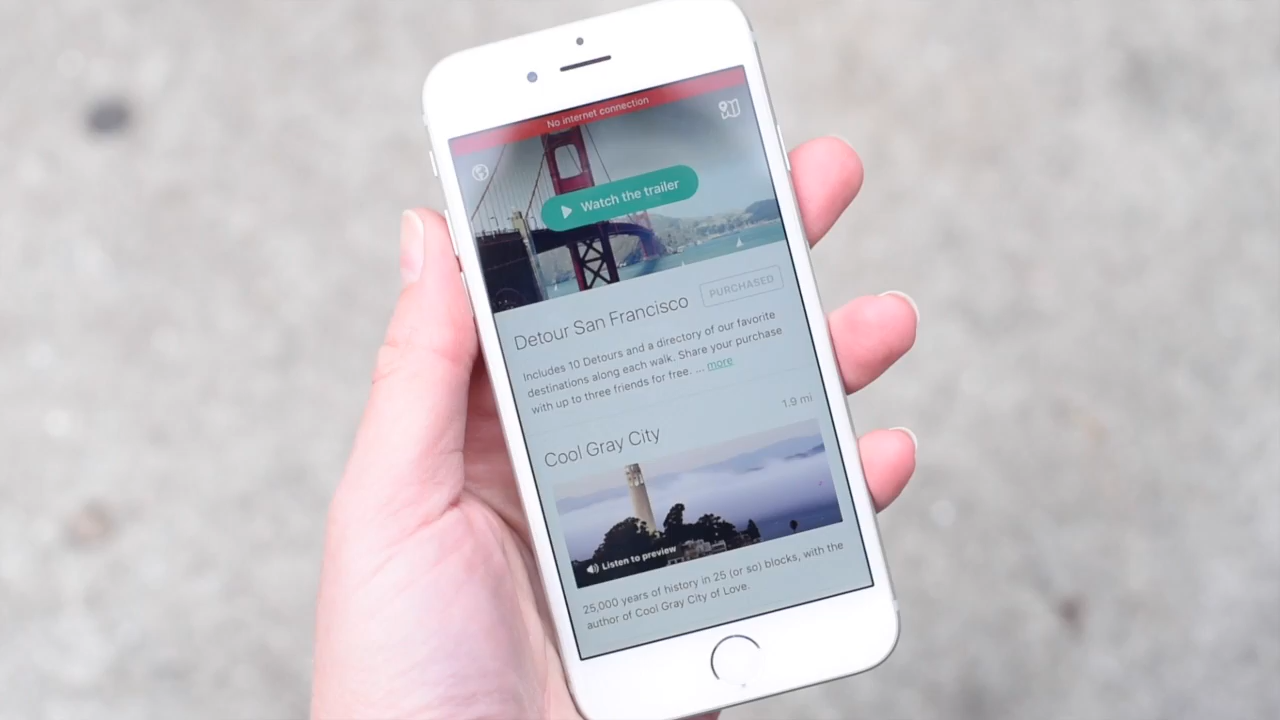 No internet connection
Watch the trailer
Detour San Francisco
PURCHASED
Includes 10 Detours and a directory of our favorite
destinations along each walk. Share your purchase
with up to three friends for free. ... more
1.9 mi
Cool Gray City
Listen to preview
25,000 years of history in 25 (or so) blocks, with the
author of Cool Gray City of Love.